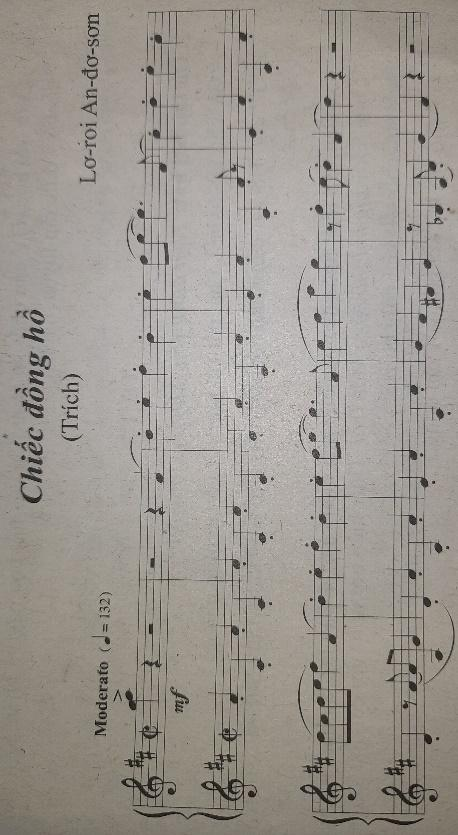 Chiếc đồng hồ
(Trích)
Lơ-roi An-đơ-sơn
Moderato (♩= 132)
mf